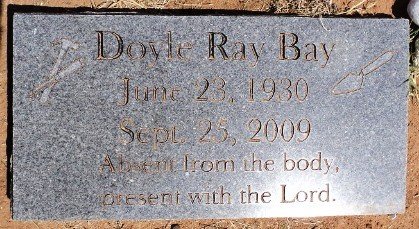 Doyle Ray Bay
June 23, 1930
Sept. 25, 2009
Absent from the body,
present with the Lord.